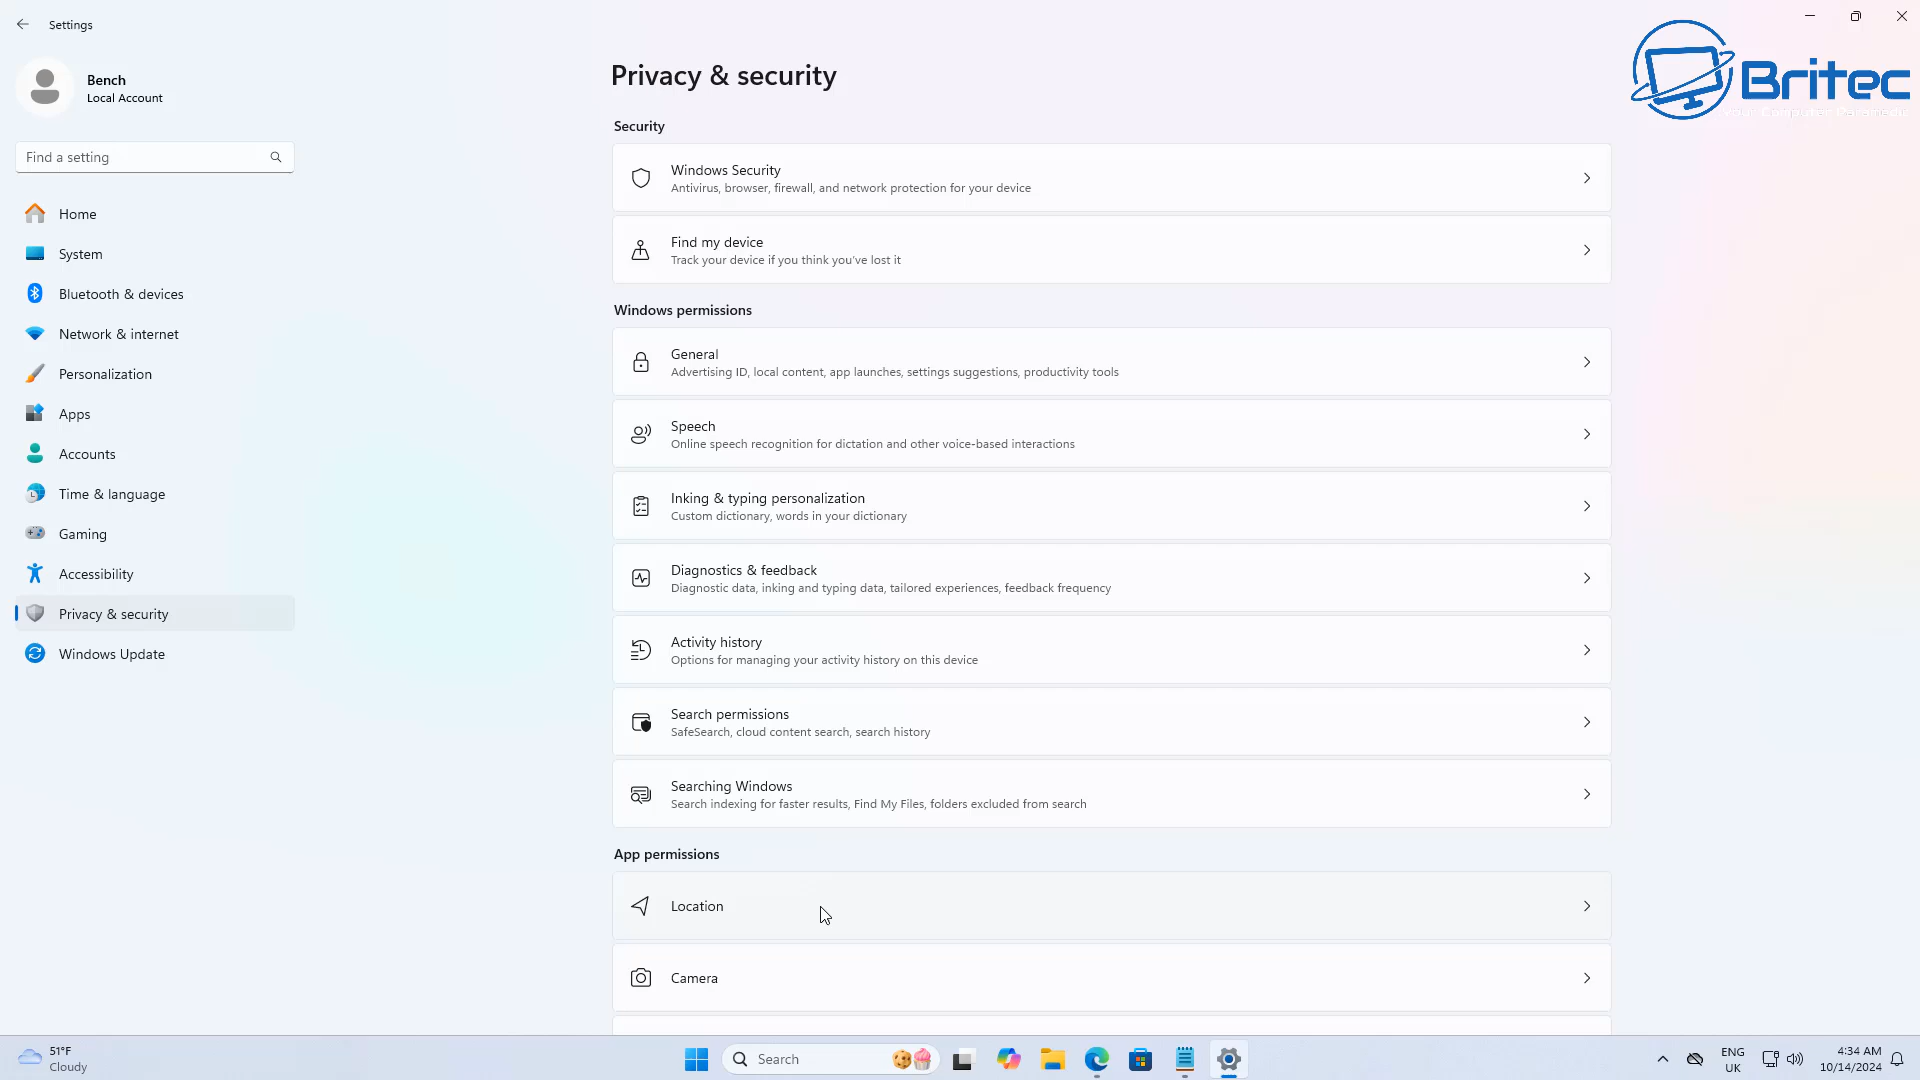 Settings
Bench
Local Account
Find a setting
Home
System
Bluetooth & devices
Network & internet
Personalization
Apps
Accounts
Time & language
Gaming
Accessibility
Privacy & security
Windows Update
Privacy & security
Security
Windows Security
Antivirus, browser, firewall, and network protection for your device
Find my device
Track your device if you think you've lost it
Windows permissions
General
Advertising ID, local content, app launches, settings suggestions, productivity tools
Speech
Online speech recognition for dictation and other voice-based interactions
Inking & typing personalization
Custom dictionary, words in your dictionary
Diagnostics & feedback
Diagnostic data, inking and typing data, tailored experiences, feedback frequency
Activity history
Options for managing your activity history on this device
Search permissions
SafeSearch, cloud content search, search history
Searching Windows
Search indexing for faster results, Find My Files, folders excluded from search
App permissions
Location
Camera
Britec
51°F
Cloudy
Search
ENG
UK
4:34 AM
10/14/2024